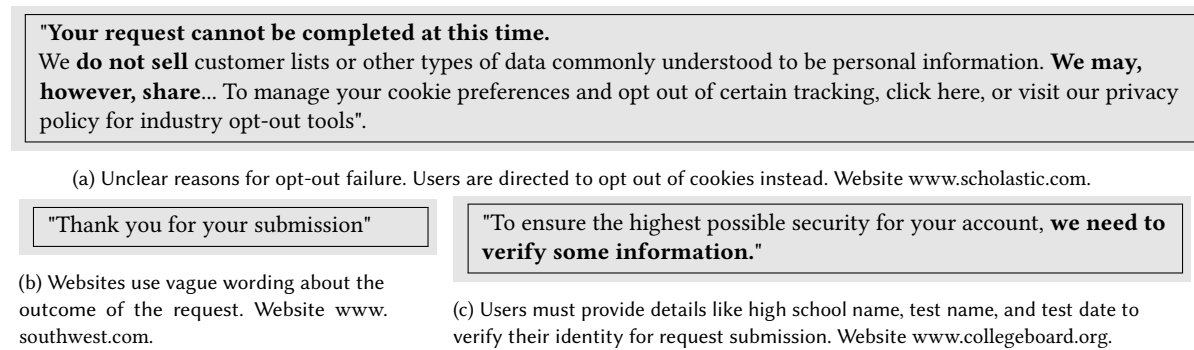 "Your request cannot be completed at this time.
We do not sell customer lists or other types of data commonly understood to be personal information. We may,
however, share... To manage your cookie preferences and opt out of certain tracking, click here, or visit our privacy
policy for industry opt-out tools".
(a) Unclear reasons for opt-out failure. Users are directed to opt out of cookies instead. Website www.scholastic.com.
"Thank you for your submission"
(b) Websites use vague wording about the
outcome of the request. Website www.
southwest.com.
"To ensure the highest possible security for your account, we need to
verify some information."
(c) Users must provide details like high school name, test name, and test date to
verify their identity for request submission. Website www.collegeboard.org.